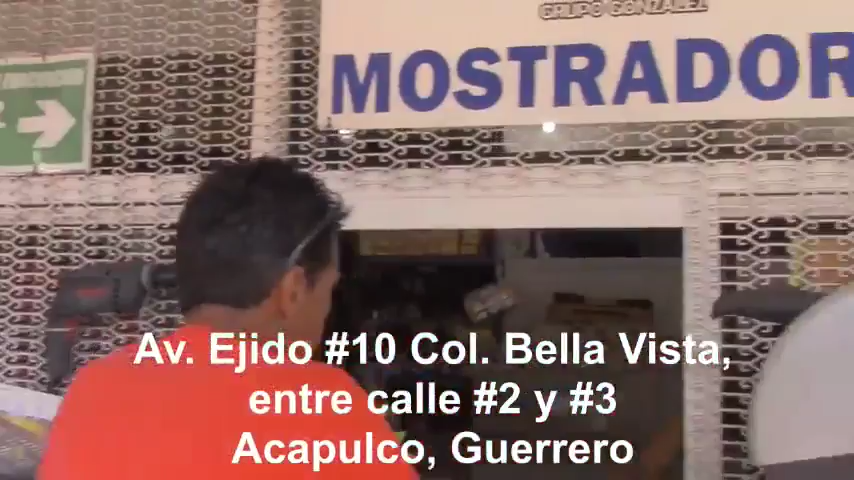 GRUPO GONZALEZ
MOSTRADOR
Av. Ejido #10 Col. Bella Vista,
entre calle #2 y #3
Acapulco, Guerrero